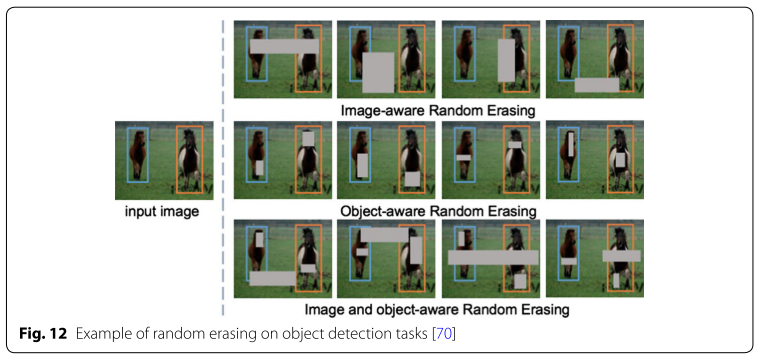 Image-aware Random Erasing
input image
Object-aware Random Erasing
Image and object-aware Random Erasing
Fig. 12 Example of random erasing on object detection tasks [70]